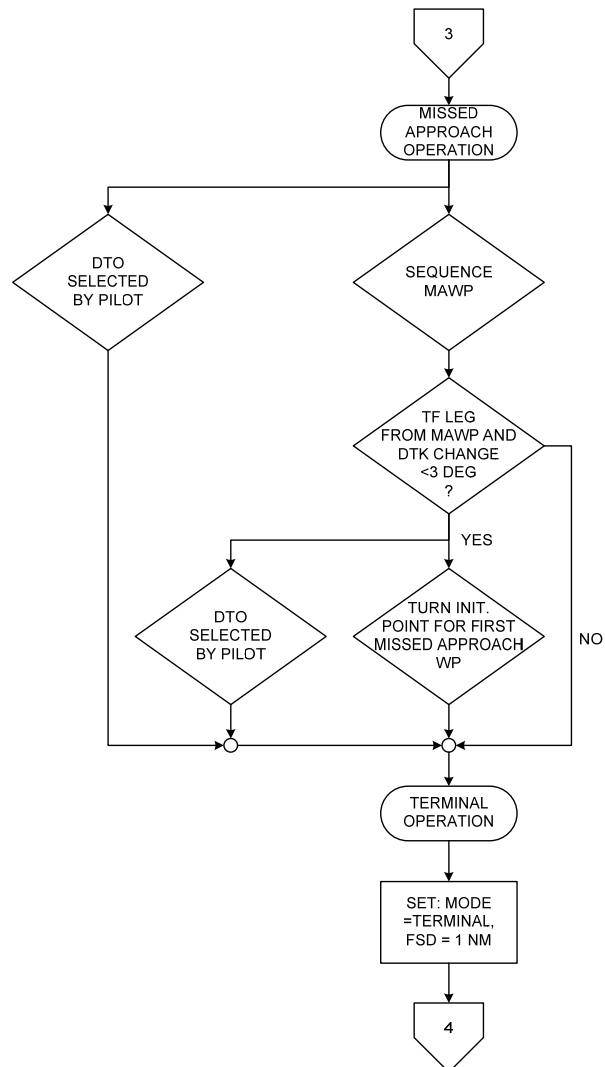 3
MISSED
APPROACH
OPERATION
DTO
SELECTED
BY PILOT
SEQUENCE
MAWP
TF LEG
FROM MAWP AND
DTK CHANGE
<3 DEG
?
YES
DTO
SELECTED
BY PILOT
TURN INIT.
POINT FOR FIRST
MISSED APPROACH
WP
NO
TERMINAL
OPERATION
SET: MODE
=TERMINAL,
FSD = 1 NM
4